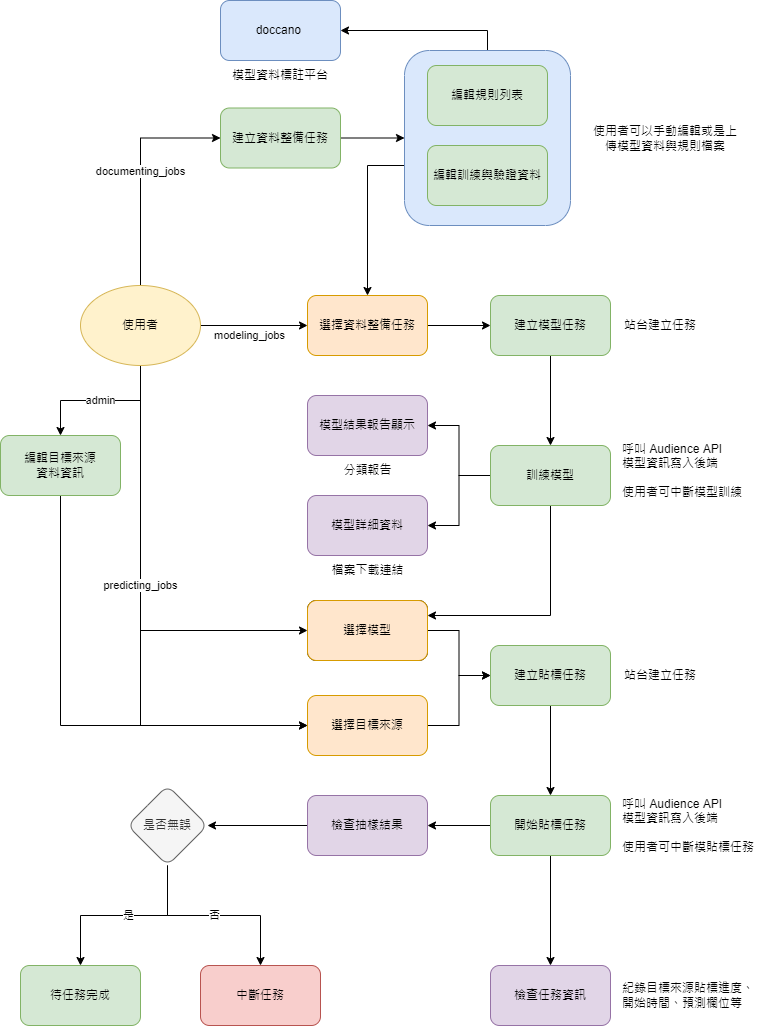 doccano
模型資料標註平台
編輯規則列表
建立資料整備任務
使用者可以手動編輯或是上
傳模型資料與規則檔案
documenting_jobs
編輯訓練與驗證資料
使用者
modeling_jobs
選擇資料整備任務
建立模型任務
站台建立任務
admin
模型結果報告顯示
分類報告
編輯目標來源
資料資訊
訓練模型
呼叫 Audience API
模型資訊寫入後端
使用者可中斷模型訓練
模型詳細資料
檔案下載連結
predicting_jobs
選擇模型
建立貼標任務
站台建立任務
選擇目標來源
是否無誤
檢查抽樣結果
開始貼標任務
呼叫 Audience API
模型資訊寫入後端
使用者可中斷模貼標任務
是
否
待任務完成
中斷任務
檢查任務資訊
紀錄目標來源貼標進度、
開始時間、預測欄位等